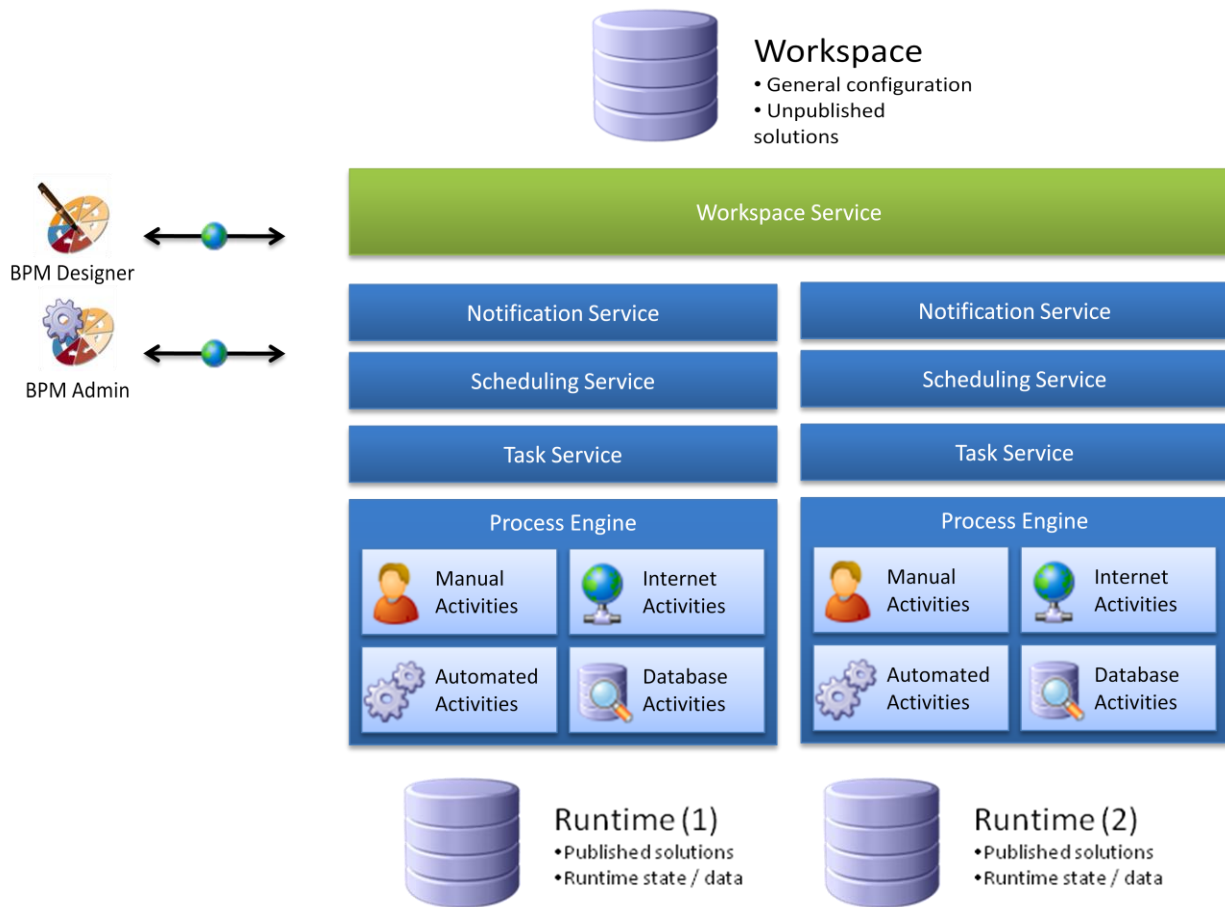 Workspace
• General configuration
• Unpublished
solutions
Workspace Service
BPM Designer
BPM Admin
Notification Service
Scheduling Service
Task Service
Process Engine
Manual
Activities
Internet
Activities
Automated
Activities
Database
Activities
Notification Service
Scheduling Service
Task Service
Process Engine
Manual
Activities
Internet
Activities
Automated
Activities
Database
Activities
Runtime (1)
•Published solutions
•Runtime state / data
Runtime (2)
•Published solutions
•Runtime state / data